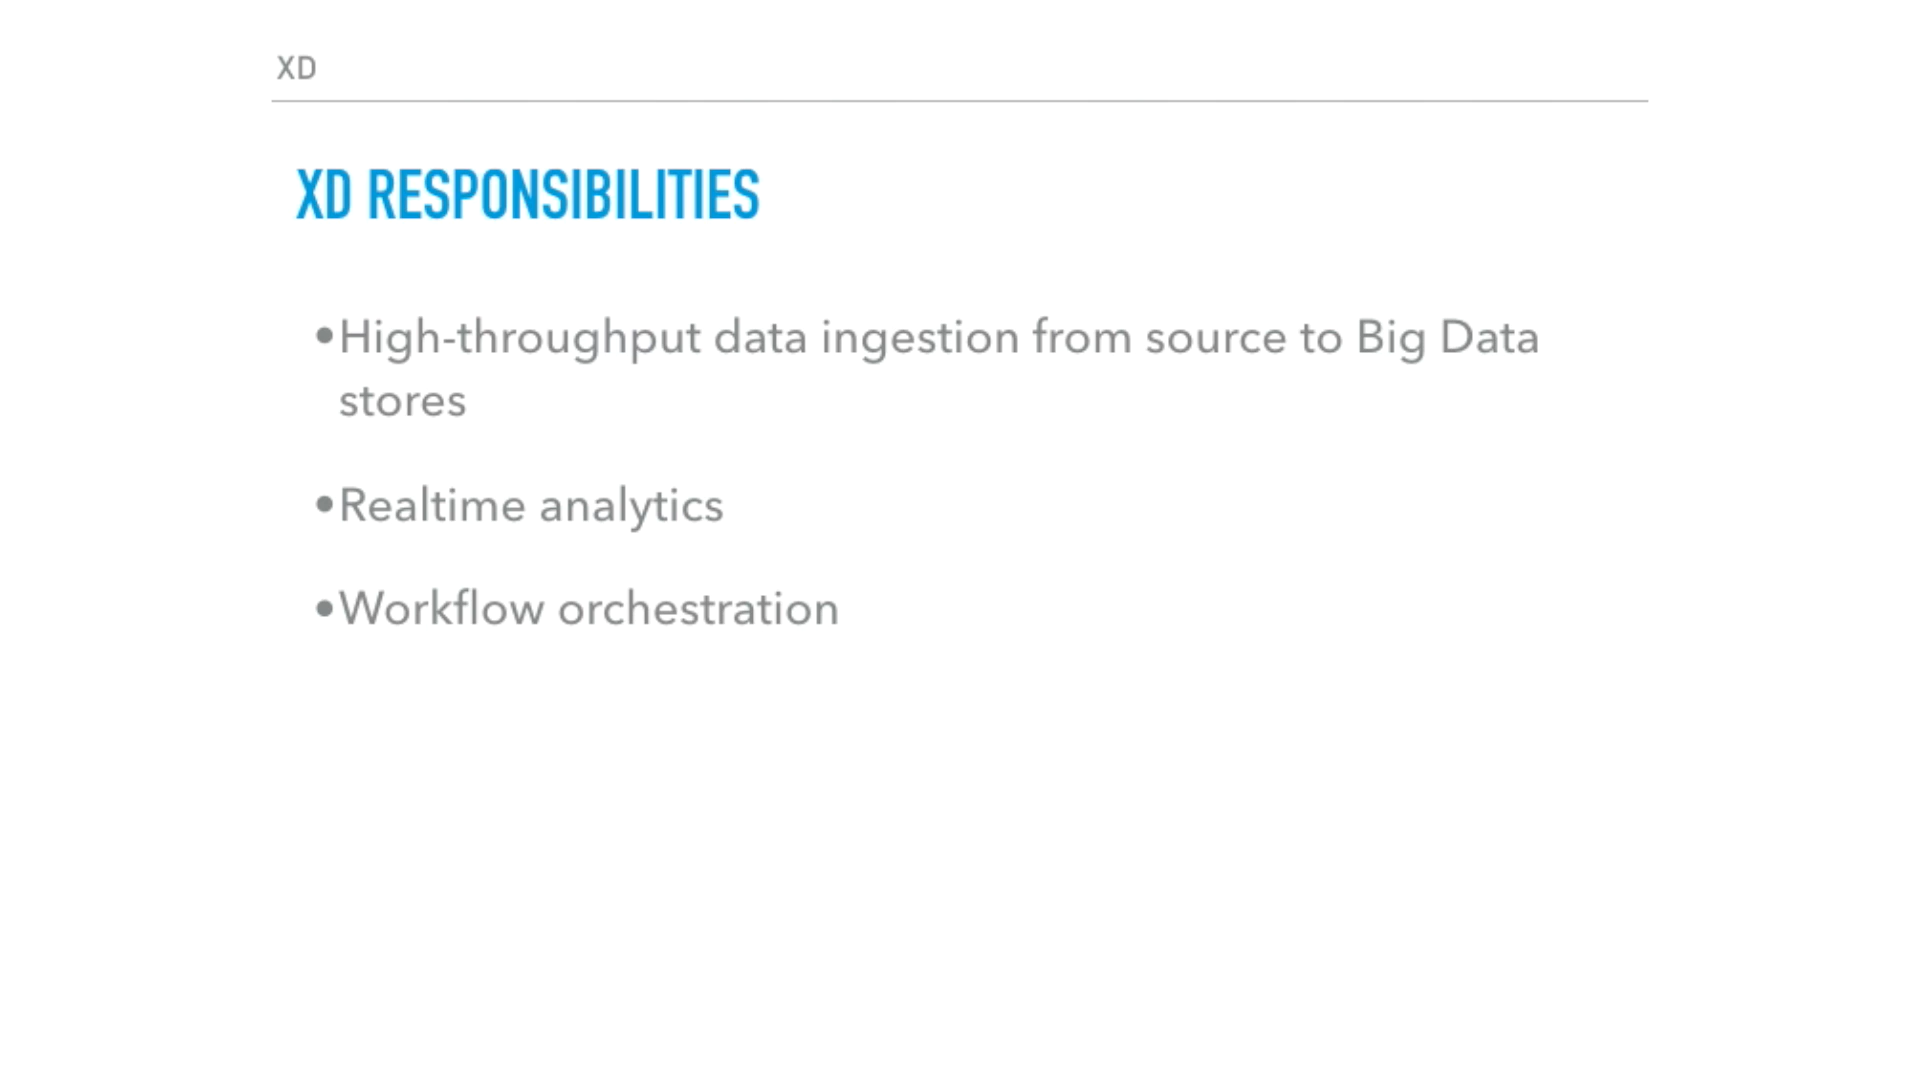 XD
XD RESPONSIBILITIES
•High-throughput data ingestion from source to Big Data
stores
•Realtime analytics
•Workflow orchestration